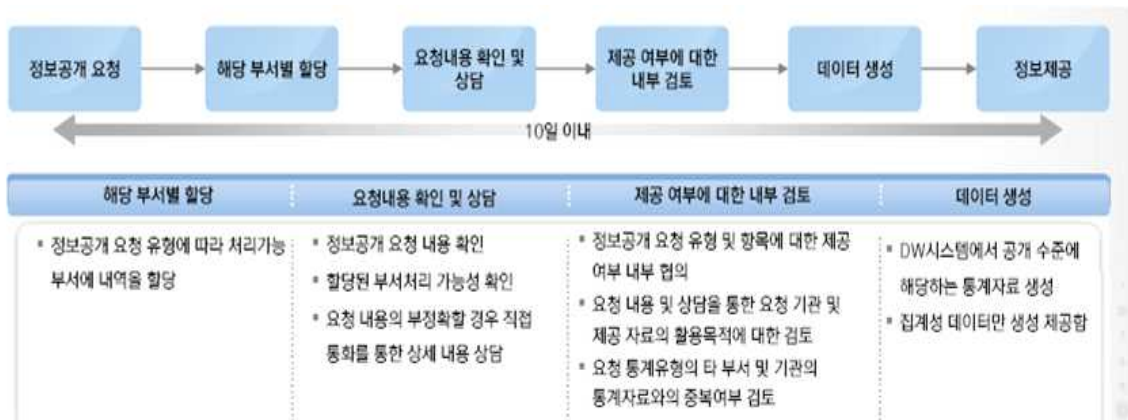 정보공개 요청
해당 부서별 할당
요청내용 확인 및
상담
제공 여부에 대한
내부 검토
데이터 생성
정보제공
10일 이내
해당 부서별 할당
요청내용 확인 및 상담
제공 여부에 대한 내부 검토
데이터 생성
정보공개 요청 유형에 따라 처리가능
부서에 내역을 할당
정보공개 요청 내용 확인
할당된 부서처리 가능성 확인
요청 내용의 부정확할 경우 직접
통화를 통한 상세 내용 상담
정보공개 요청 유형 및 항목에 대한 제공
여부 내부 협의
요청 내용 및 상담을 통한 요청 기관 및
제공 자료의 활용목적에 대한 검토
요청 통계유형의 타 부서 및 기관의
통계자료와의 중복여부 검토
DW시스템에서 공개 수준에
해당하는 통계자료 생성
집계성 데이터만 생성 제공함